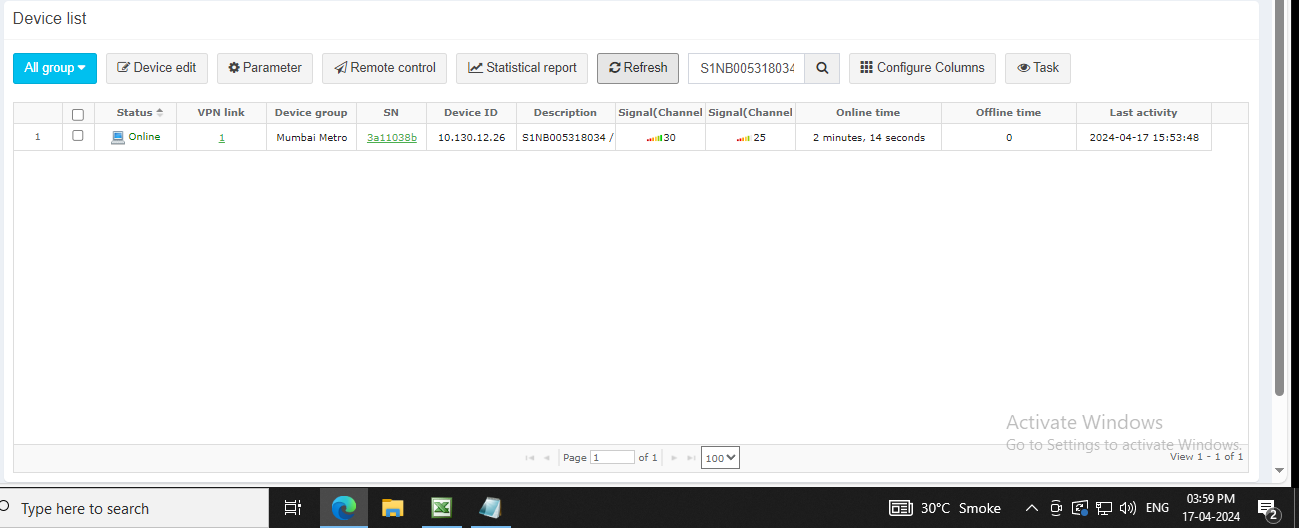 Device list
All group Device edit Parameter Remote control Statistical report Refresh S1NB005318034 Configure Columns Task
Status VPN link Device group SN Device ID Description Signal(Channel Signal(Channel Online time Offline time Last activity
1 Online 1 Mumbai Metro 3a11038b 10.130.12.26 S1NB005318034 / 30 25 2 minutes, 14 seconds 0 2024-04-17 15:53:48
Activate Windows
Go to Settings to activate Windows.
Page 1 of 1 100 View 1 - 1 of 1
Type here to search 30°C Smoke ENG 03:59 PM
17-04-2024 2